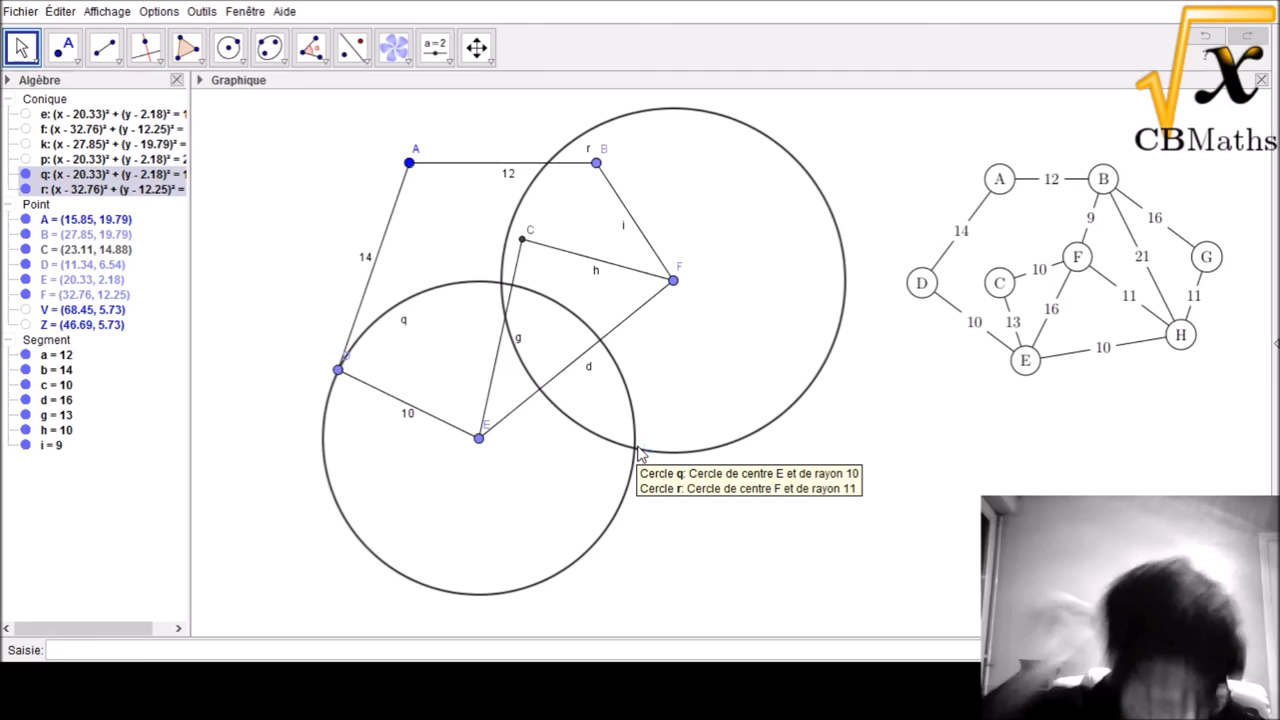 Fichier Éditer Affichage Options Outils Fenêtre Aide
A
a=2
x
CBMaths
Algèbre
Graphique
Conique
e: (x - 20.33)² + (y - 2.18)² = 1
f: (x - 32.76)² + (y - 12.25)² =
k: (x - 27.85)² + (y - 19.79)² =
p: (x - 20.33)² + (y - 2.18)² = 2
q: (x - 20.33)² + (y - 2.18)² = 1
r: (x - 32.76)² + (y - 12.25)² =
Point
A = (15.85, 19.79)
B = (27.85, 19.79)
C = (23.11, 14.88)
D = (11.34, 6.54)
E = (20.33, 2.18)
F = (32.76, 12.25)
V = (68.45, 5.73)
Z = (46.69, 5.73)
Segment
a = 12
b = 14
c = 10
d = 16
g = 13
h = 10
i = 9
A
r B
12
i
C
14
h
F
q
g
d
10
E
Cercle q: Cercle de centre E et de rayon 10
Cercle r: Cercle de centre F et de rayon 11
A 12 B
9 16
14
F 21 G
D C 10
11 11
10 13 16
H
E 10
Saisie: